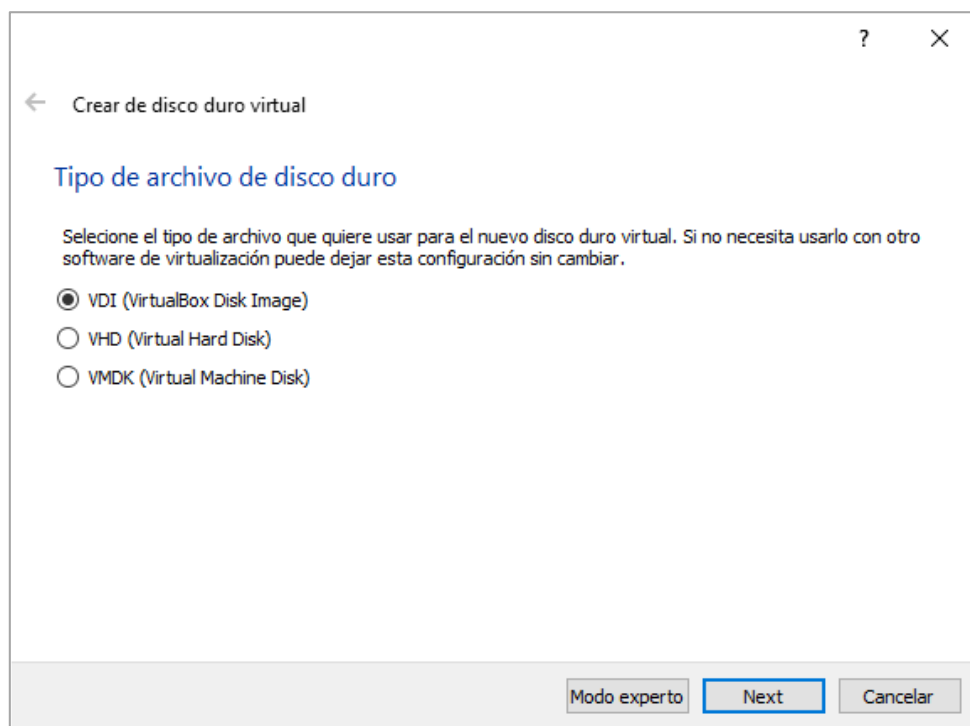 ?
Crear de disco duro virtual
Tipo de archivo de disco duro
Selecione el tipo de archivo que quiere usar para el nuevo disco duro virtual. Si no necesita usarlo con otro
software de virtualización puede dejar esta configuración sin cambiar.
VDI (VirtualBox Disk Image)
VHD (Virtual Hard Disk)
VMDK (Virtual Machine Disk)
Modo experto Next Cancelar